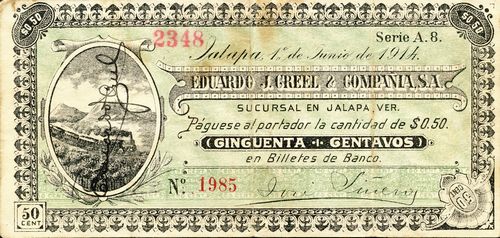 $0.50
$0.50
2348
Serie A. 8.
Jalapa, 1º de Junio de 1914.
EDUARDO J. CREEL & COMPAÑIA S.A.
SUCURSAL EN JALAPA, VER.
Páguese al portador la cantidad de $0.50.
CINCUENTA CENTAVOS
en Billetes de Banco.
No. 1985
50
CENT.
50
CENT.